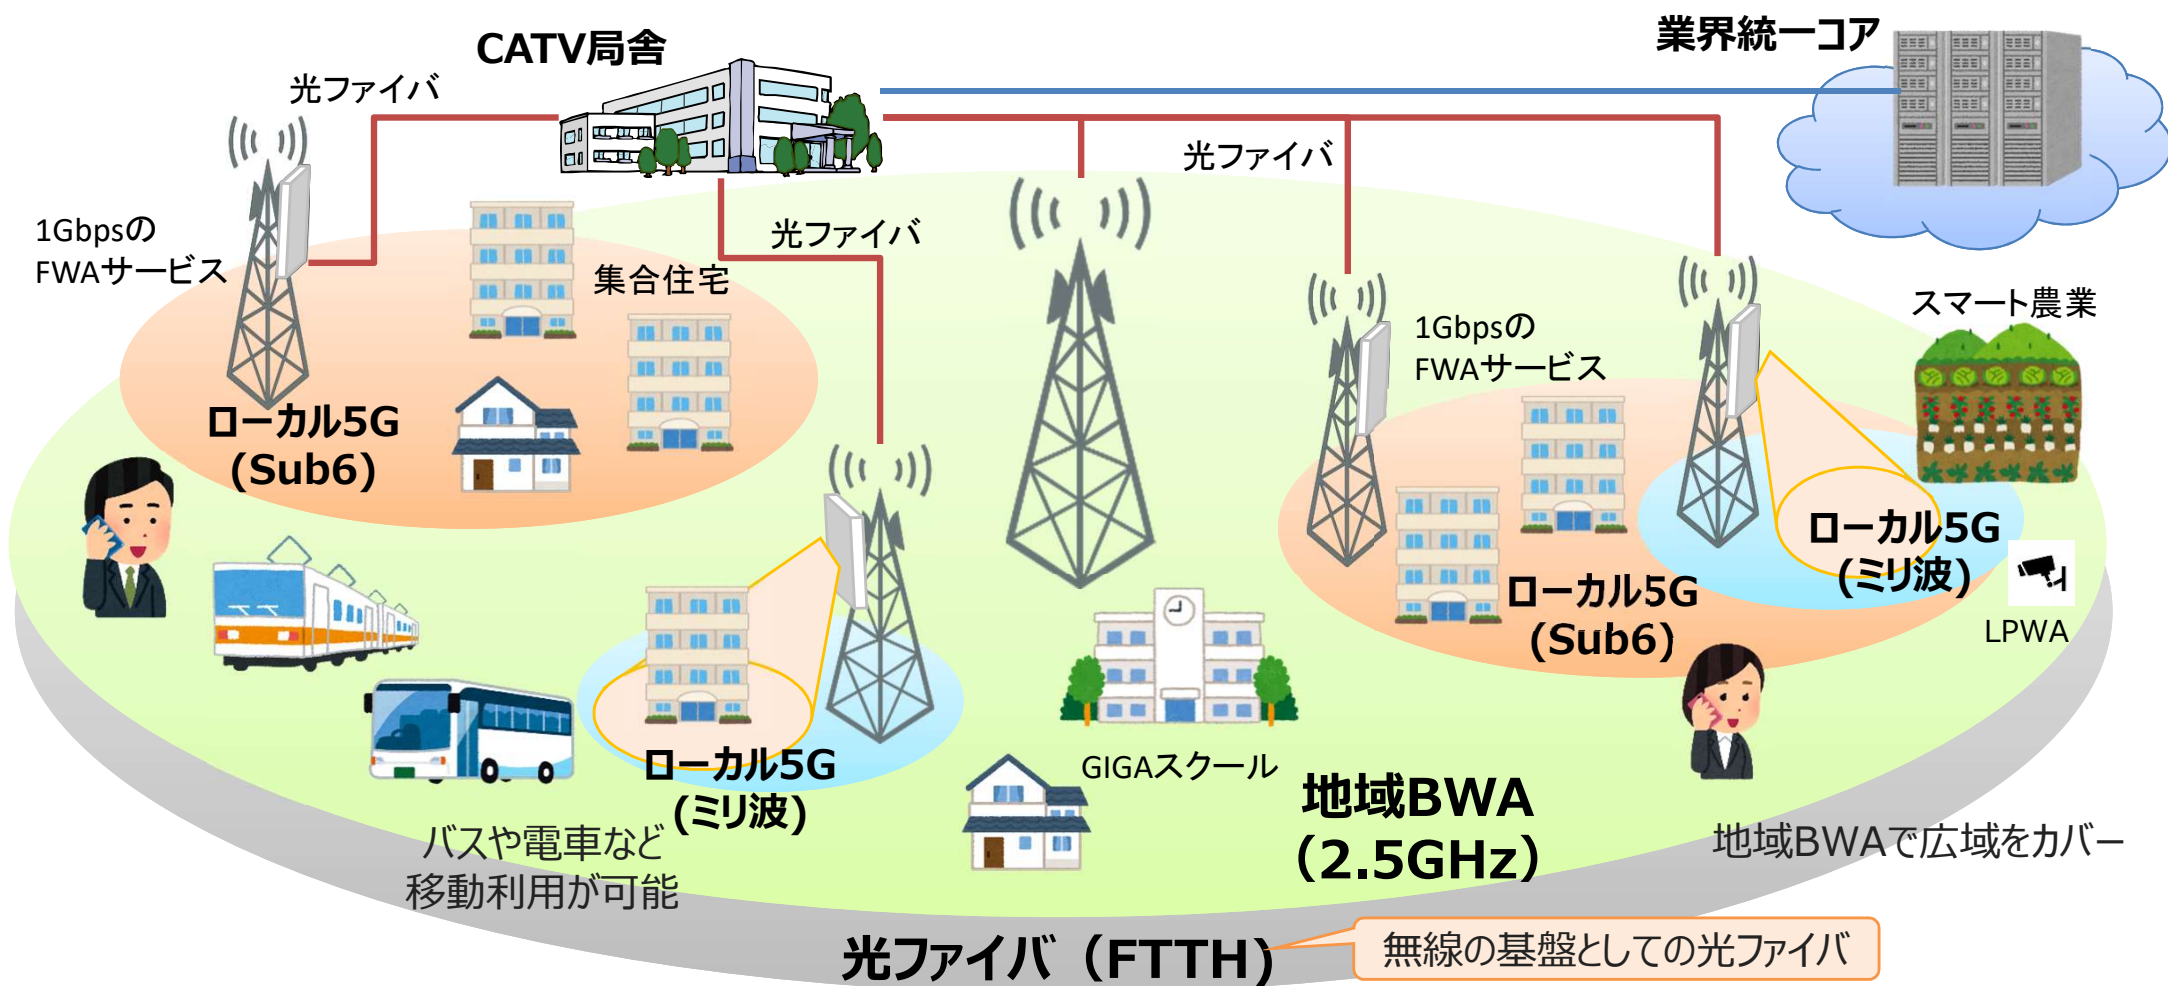 CATV局舎
業界統一コア
光ファイバ
光ファイバ
1Gbpsの
FWAサービス
光ファイバ
集合住宅
スマート農業
1Gbpsの
FWAサービス
ローカル5G
(Sub6)
ローカル5G
(ミリ波)
ローカル5G
(Sub6)
LPWA
ローカル5G
(ミリ波)
GIGAスクール
地域BWA
（2.5GHz）
バスや電車など
移動利用が可能
地域BWAで広域をカバー
光ファイバ（FTTH）
無線の基盤としての光ファイバ